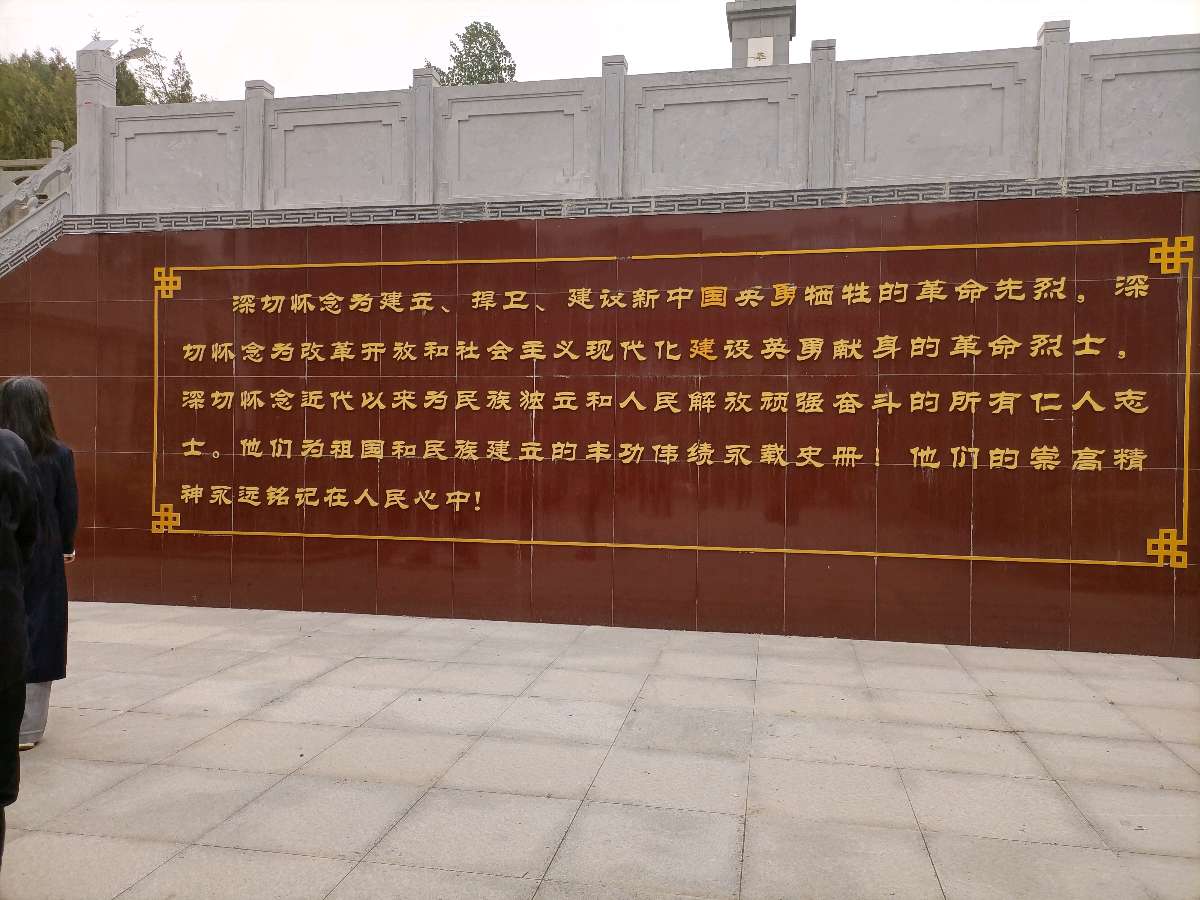 深切怀念为建立、捍卫、建设新中国英勇牺牲的革命先烈，深
切怀念为改革开放和社会主义现代化建设英勇献身的革命烈士，
深切怀念近代以来为民族独立和人民解放顽强奋斗的所有仁人志
士。他们为祖国和民族建立的丰功伟绩永载史册！他们的崇高精
神永远铭记在人民心中！